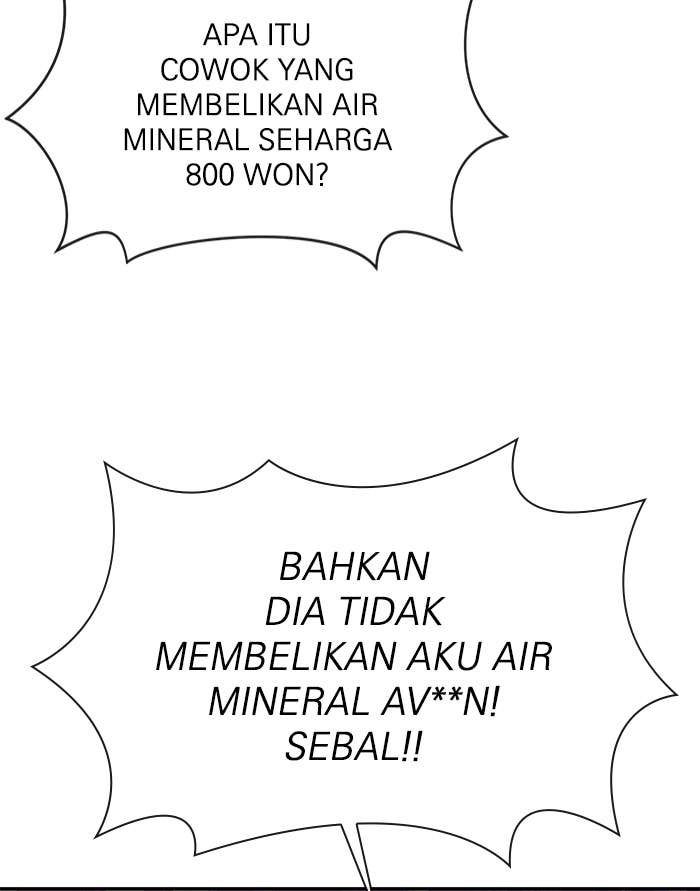 APA ITU
COWOK YANG
MEMBELIKAN AIR
MINERAL SEHARGA
800 WON?
BAHKAN
DIA TIDAK
MEMBELIKAN AKU AIR
MINERAL AV**N!
SEBAL!!